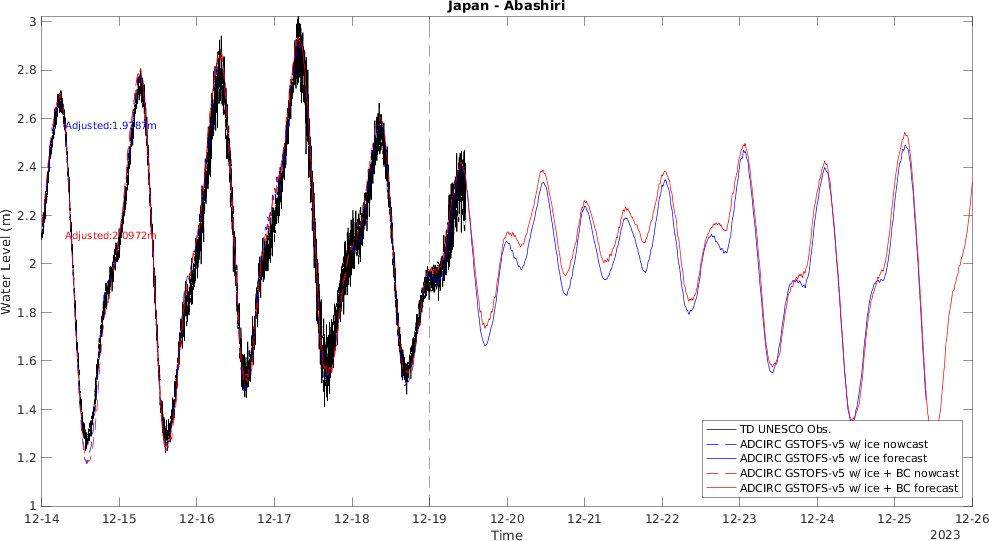 Japan - Abashiri
3
2.8
2.6
2.4
2.2
2
1.8
1.6
1.4
1.2
1
Water Level (m)
Adjusted:1.9787m
Adjusted:2.0972m
TD UNESCO Obs.
ADCIRC GSTOFS-v5 w/ ice nowcast
ADCIRC GSTOFS-v5 w/ ice forecast
ADCIRC GSTOFS-v5 w/ ice + BC nowcast
ADCIRC GSTOFS-v5 w/ ice + BC forecast
12-14 12-15 12-16 12-17 12-18 12-19 12-20 12-21 12-22 12-23 12-24 12-25 12-26
Time
2023